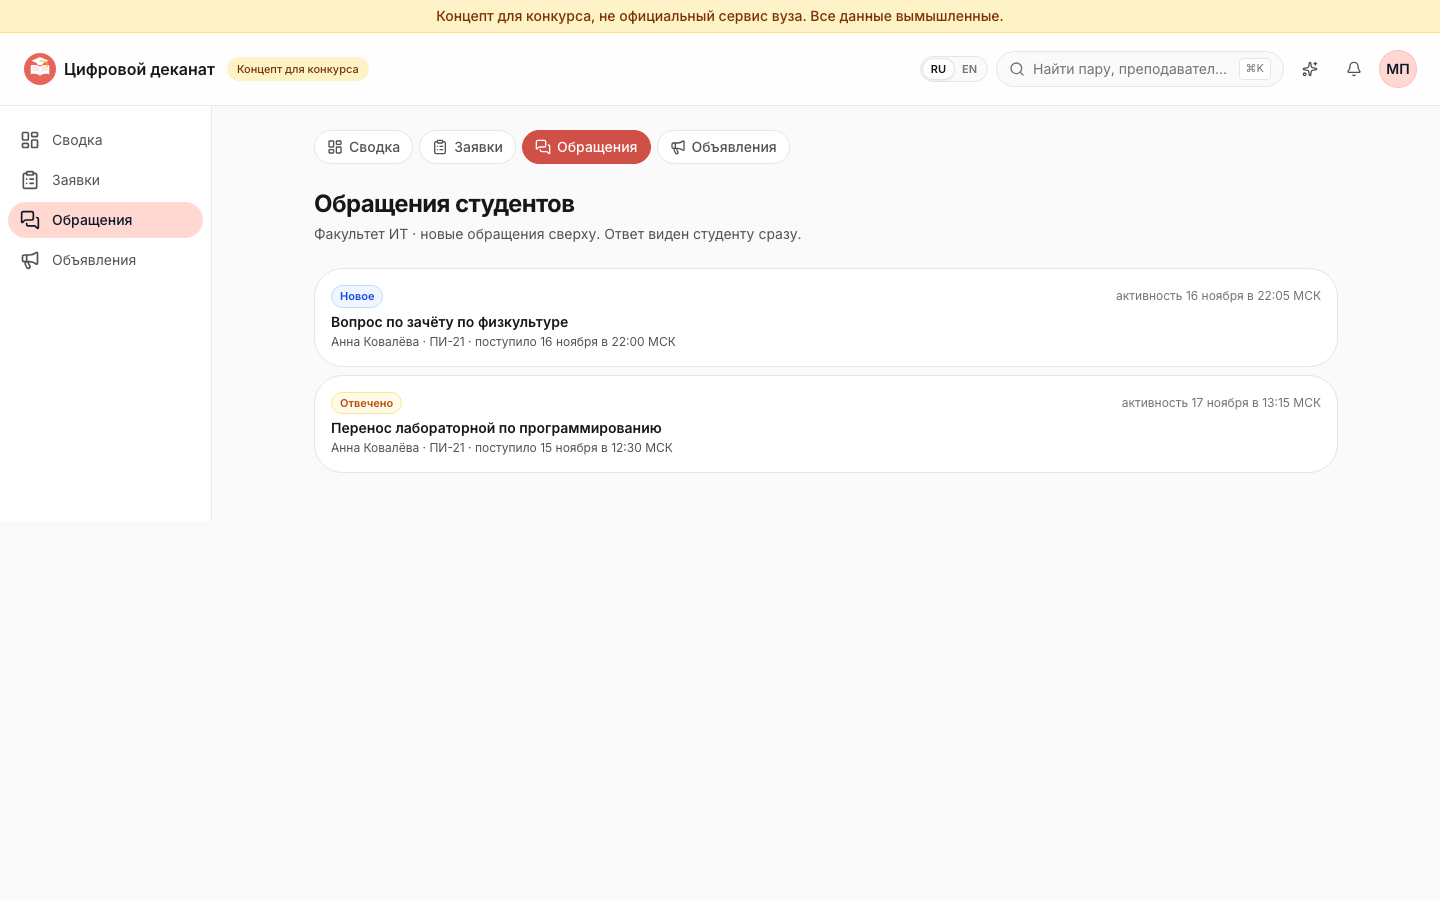 Концепт для конкурса, не официальный сервис вуза. Все данные вымышленные.
Цифровой деканат
Концепт для конкурса
RU EN
Найти пару, преподавател... ⌘K
МП
Сводка
Заявки
Обращения
Объявления
Сводка Заявки Обращения Объявления
Обращения студентов
Факультет ИТ · новые обращения сверху. Ответ виден студенту сразу.
Новое
активность 16 ноября в 22:05 МСК
Вопрос по зачёту по физкультуре
Анна Ковалёва · ПИ-21 · поступило 16 ноября в 22:00 МСК
Отвечено
активность 17 ноября в 13:15 МСК
Перенос лабораторной по программированию
Анна Ковалёва · ПИ-21 · поступило 15 ноября в 12:30 МСК